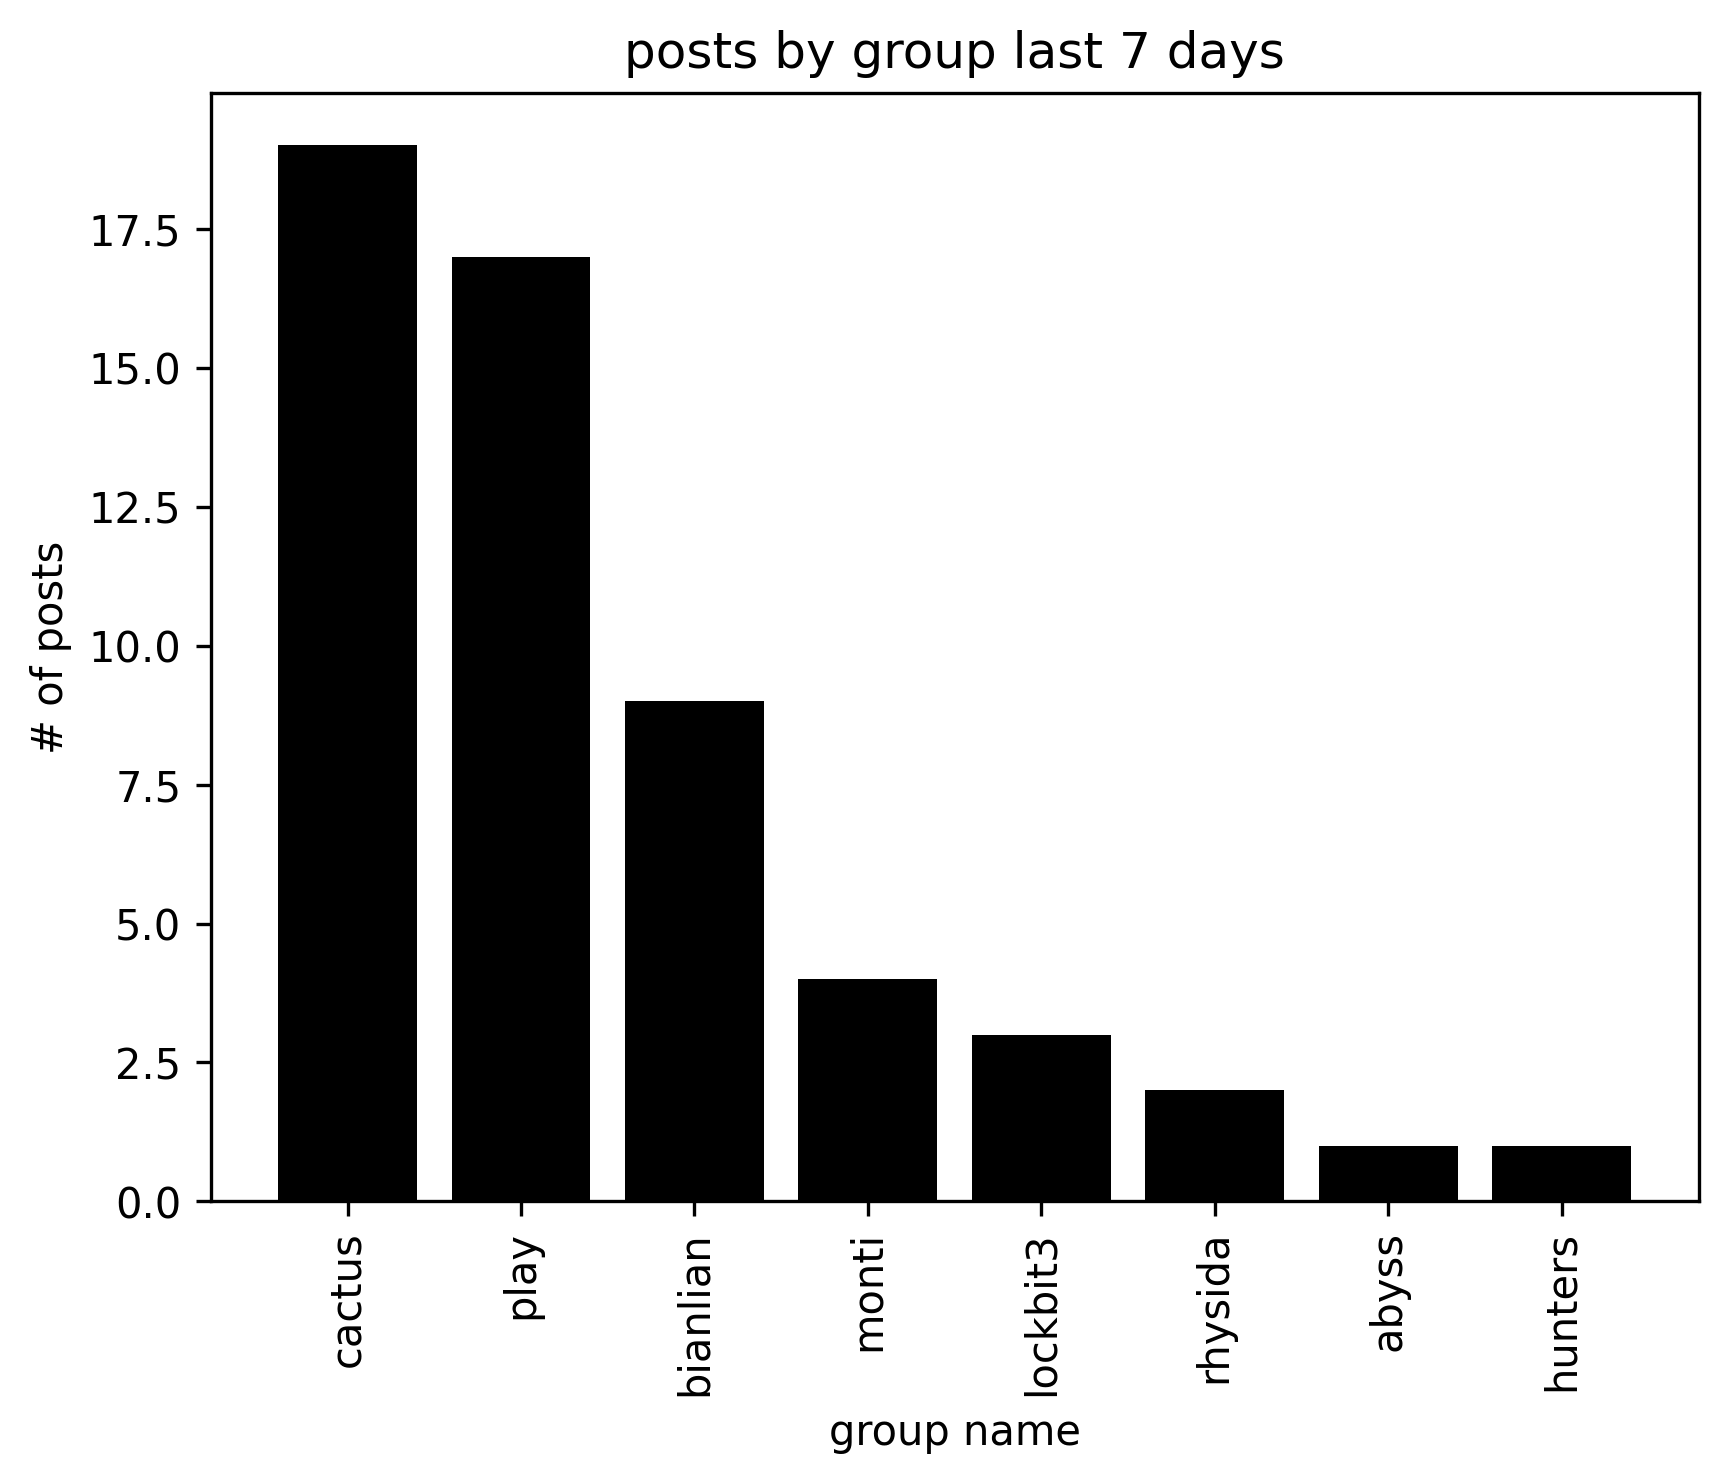 posts by group last 7 days
# of posts
17.5
15.0
12.5
10.0
7.5
5.0
2.5
0.0
cactus
play
bianlian
monti
lockbit3
rhysida
abyss
hunters
group name